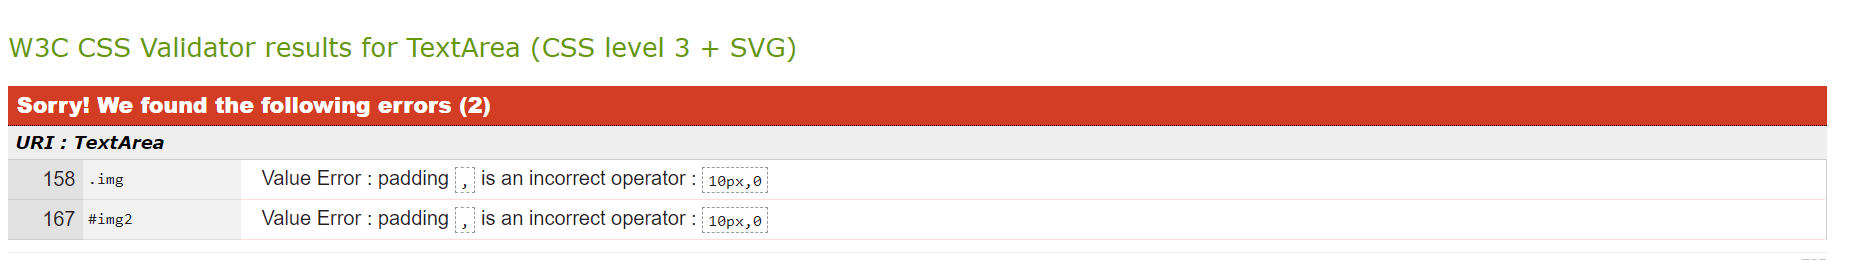 W3C CSS Validator results for TextArea (CSS level 3 + SVG)
Sorry! We found the following errors (2)
URI : TextArea
158 .img Value Error : padding , is an incorrect operator : 10px,0
167 #img2 Value Error : padding , is an incorrect operator : 10px,0